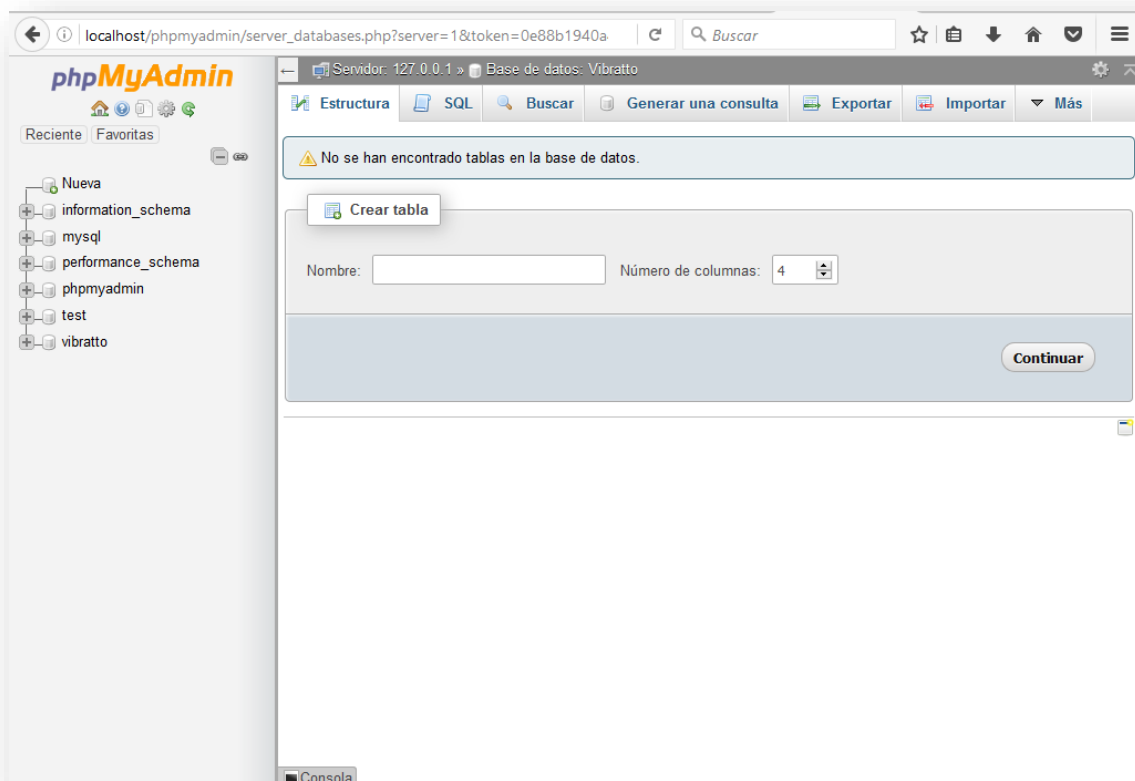 localhost/phpmyadmin/server_databases.php?server=1&token=0e88b1940a
Buscar
phpMyAdmin
Reciente Favoritas
Nueva
information_schema
mysql
performance_schema
phpmyadmin
test
vibratto
Servidor: 127.0.0.1 » Base de datos: Vibratto
Estructura SQL Buscar Generar una consulta Exportar Importar Más
No se han encontrado tablas en la base de datos.
Crear tabla
Nombre: Número de columnas: 4
Continuar
Consola